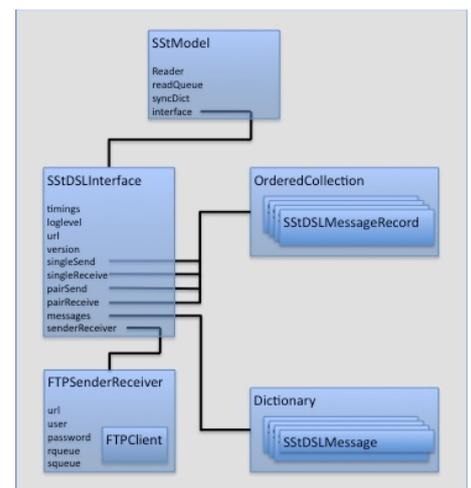 SStModel
Reader
readQueue
syncDict
interface
SStDSLInterface
timings
loglevel
url
version
singleSend
singleReceive
pairSend
pairReceive
messages
senderReceiver
OrderedCollection
SStDSLMessageRecord
FTPSenderReceiver
url
user
password
rqueue
squeue
FTPClient
Dictionary
SStDSLMessage